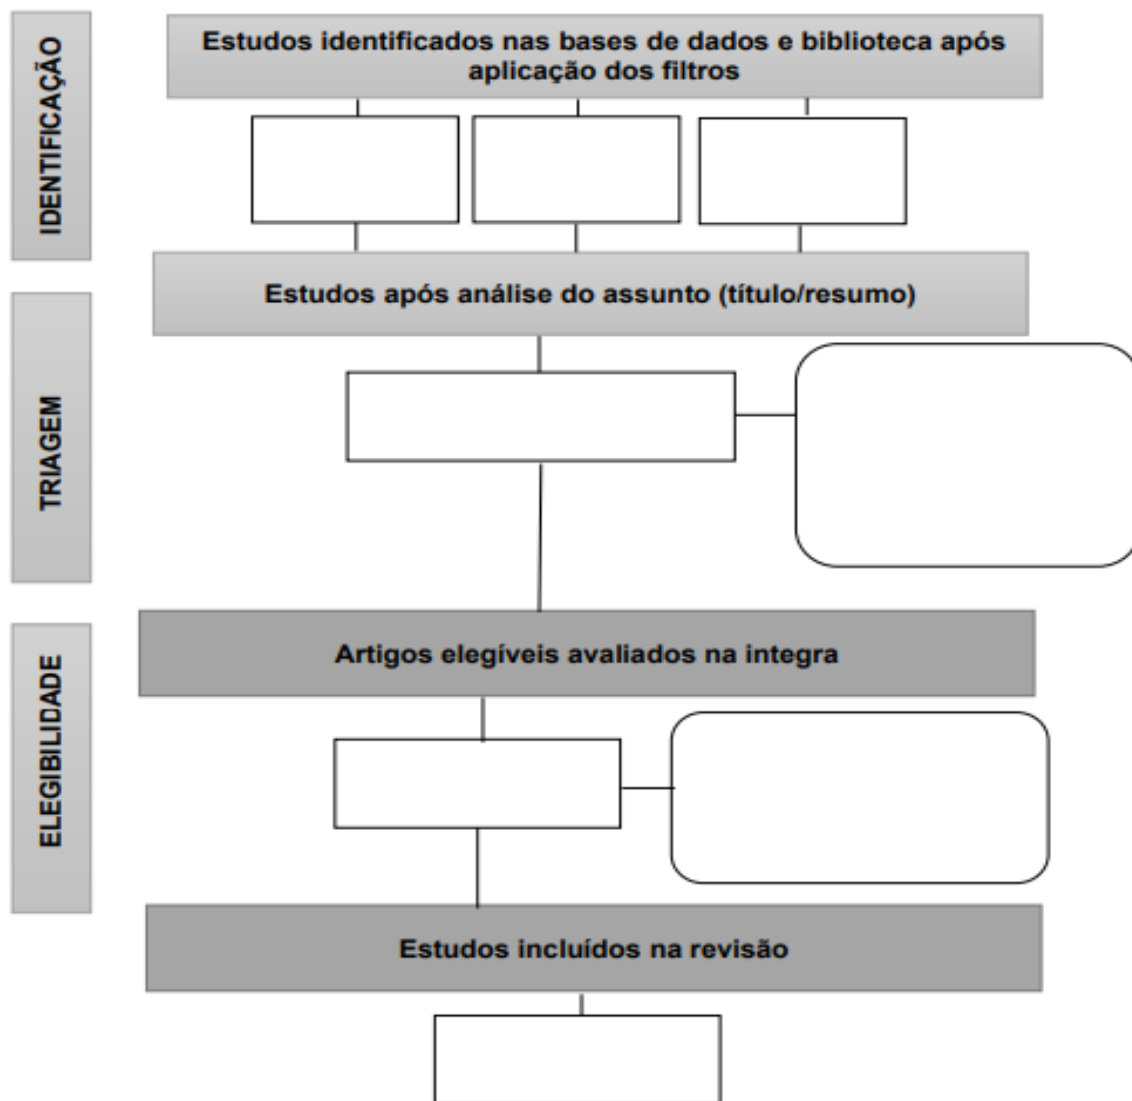 IDENTIFICAÇÃO
Estudos identificados nas bases de dados e biblioteca após
aplicação dos filtros
Estudos após análise do assunto (título/resumo)
TRIAGEM
Artigos elegíveis avaliados na integra
ELEGIBILIDADE
Estudos incluídos na revisão